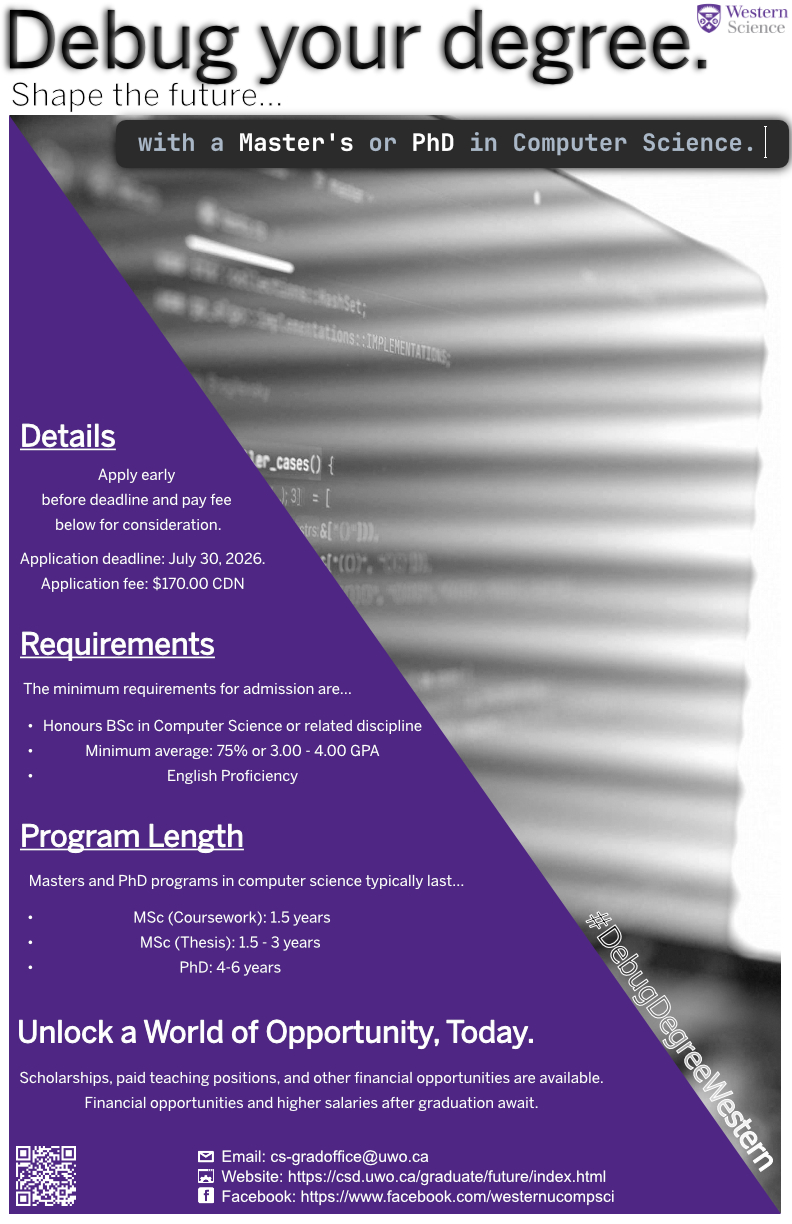 Debug your degree.
Western
Science
Shape the future...
with a Master's or PhD in Computer Science.
HashSet;
implementations::IMPLEMENTATIONS;
ler_cases() {
); 3] = [
Details
Apply early
before deadline and pay fee
below for consideration.
Application deadline: July 30, 2026.
Application fee: $170.00 CDN
Requirements
The minimum requirements for admission are...
• Honours BSc in Computer Science or related discipline
• Minimum average: 75% or 3.00 - 4.00 GPA
• English Proficiency
Program Length
Masters and PhD programs in computer science typically last...
• MSc (Coursework): 1.5 years
• MSc (Thesis): 1.5 - 3 years
• PhD: 4-6 years
#DebugDegreeWestern
Unlock a World of Opportunity, Today.
Scholarships, paid teaching positions, and other financial opportunities are available.
Financial opportunities and higher salaries after graduation await.
Email: cs-gradoffice@uwo.ca
Website: https://csd.uwo.ca/graduate/future/index.html
Facebook: https://www.facebook.com/westernucompsci